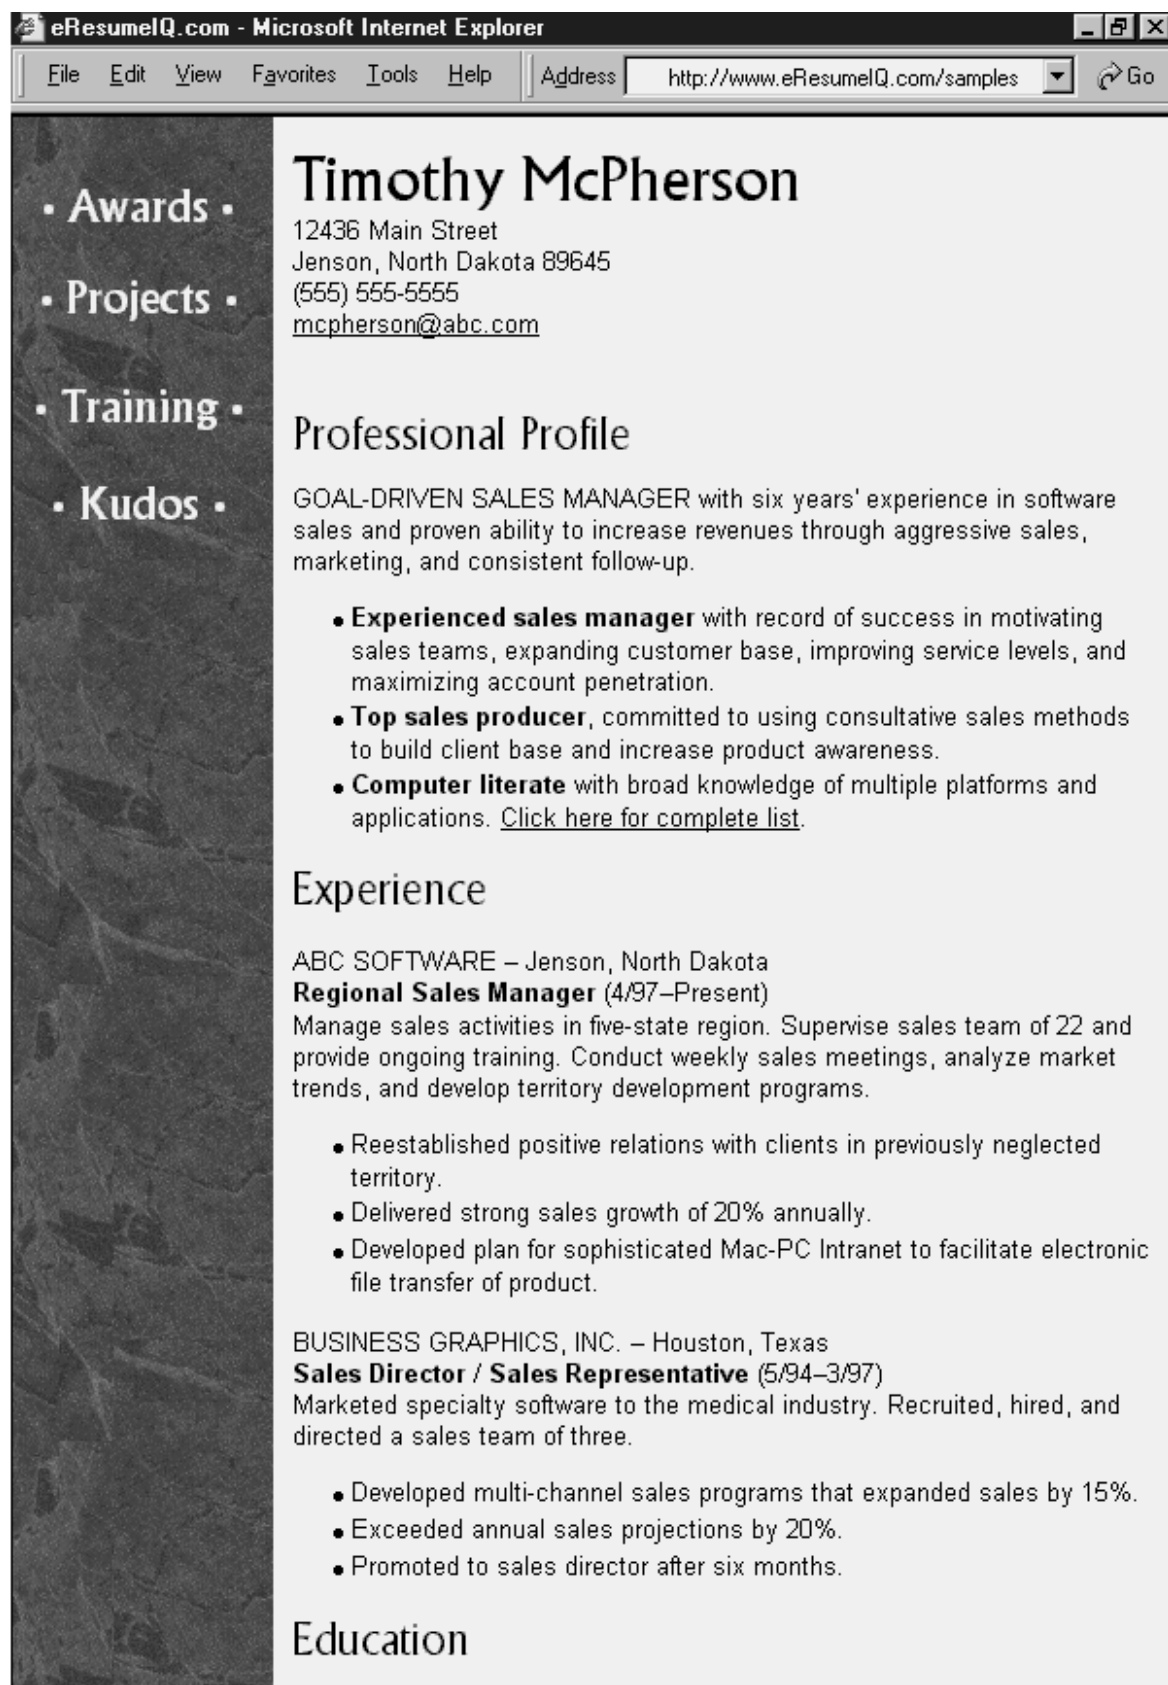 eResumeIQ.com - Microsoft Internet Explorer
File Edit View Favorites Tools Help Address http://www.eResumeIQ.com/samples Go
• Awards •
• Projects •
• Training •
• Kudos •
Timothy McPherson
12436 Main Street
Jenson, North Dakota 89645
(555) 555-5555
mcpherson@abc.com
Professional Profile
GOAL-DRIVEN SALES MANAGER with six years' experience in software
sales and proven ability to increase revenues through aggressive sales,
marketing, and consistent follow-up.
• Experienced sales manager with record of success in motivating
sales teams, expanding customer base, improving service levels, and
maximizing account penetration.
• Top sales producer, committed to using consultative sales methods
to build client base and increase product awareness.
• Computer literate with broad knowledge of multiple platforms and
applications. Click here for complete list.
Experience
ABC SOFTWARE – Jenson, North Dakota
Regional Sales Manager (4/97–Present)
Manage sales activities in five-state region. Supervise sales team of 22 and
provide ongoing training. Conduct weekly sales meetings, analyze market
trends, and develop territory development programs.
• Reestablished positive relations with clients in previously neglected
territory.
• Delivered strong sales growth of 20% annually.
• Developed plan for sophisticated Mac-PC Intranet to facilitate electronic
file transfer of product.
BUSINESS GRAPHICS, INC. – Houston, Texas
Sales Director / Sales Representative (5/94–3/97)
Marketed specialty software to the medical industry. Recruited, hired, and
directed a sales team of three.
• Developed multi-channel sales programs that expanded sales by 15%.
• Exceeded annual sales projections by 20%.
• Promoted to sales director after six months.
Education